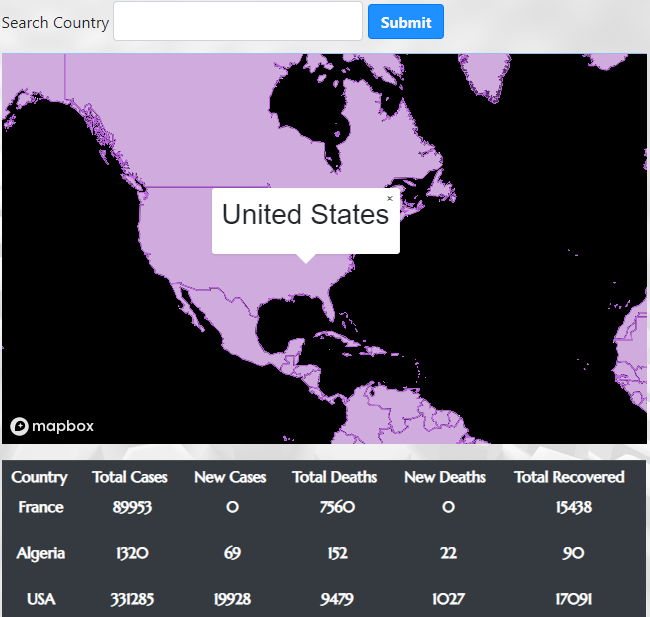 Search Country Submit
×
United States
mapbox
Country Total Cases New Cases Total Deaths New Deaths Total Recovered
France 89953 0 7560 0 15438
Algeria 1320 69 152 22 90
USA 331285 19928 9479 1027 17091